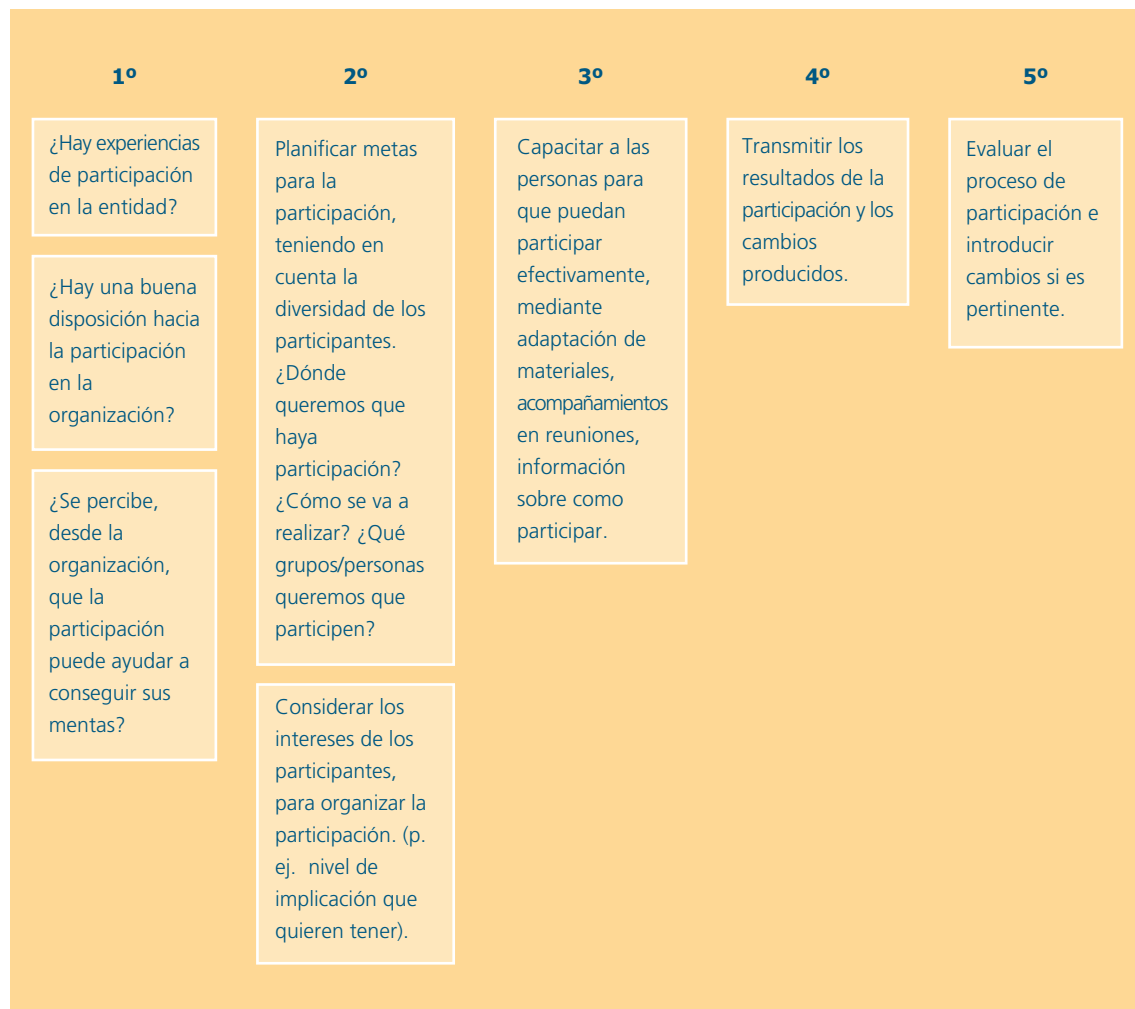 1º
¿Hay experiencias
de participación
en la entidad?
¿Hay una buena
disposición hacia
la participación
en la
organización?
¿Se percibe,
desde la
organización,
que la
participación
puede ayudar a
conseguir sus
mentas?
2º
Planificar metas
para la
participación,
teniendo en
cuenta la
diversidad de los
participantes.
¿Dónde
queremos que
haya
participación?
¿Cómo se va a
realizar? ¿Qué
grupos/personas
queremos que
participen?
Considerar los
intereses de los
participantes,
para organizar la
participación. (p.
ej. nivel de
implicación que
quieren tener).
3º
Capacitar a las
personas para
que puedan
participar
efectivamente,
mediante
adaptación de
materiales,
acompañamientos
en reuniones,
información
sobre como
participar.
4º
Transmitir los
resultados de la
participación y los
cambios
producidos.
5º
Evaluar el
proceso de
participación e
introducir
cambios si es
pertinente.